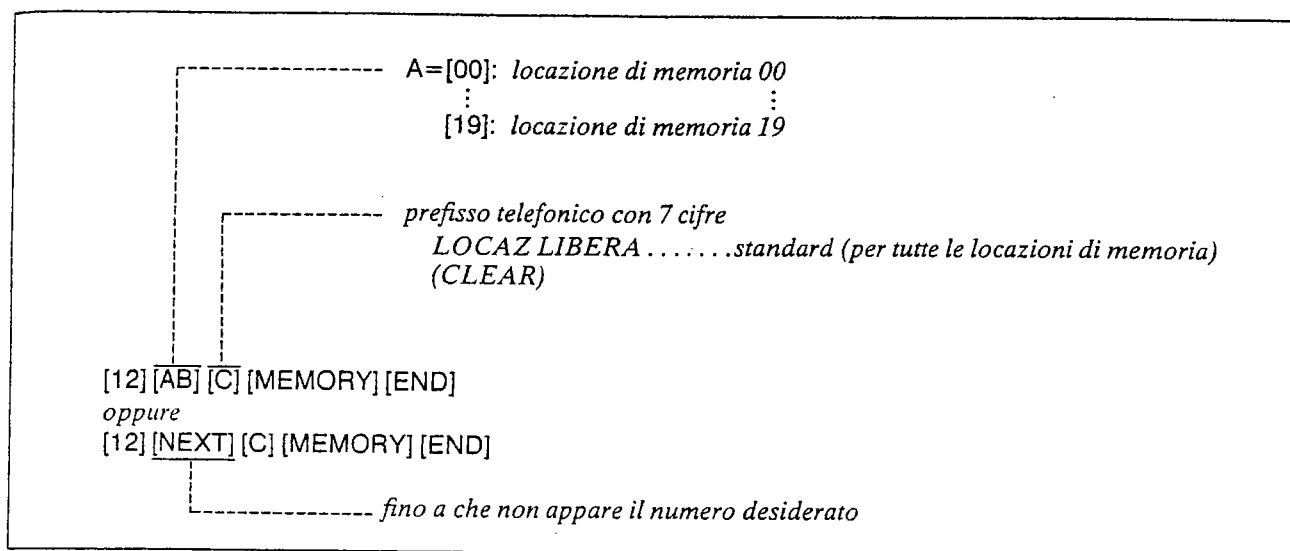 A=[00]: locazione di memoria 00
[19]: locazione di memoria 19
prefisso telefonico con 7 cifre
LOCAZ LIBERA ....... standard (per tutte le locazioni di memoria)
(CLEAR)
[12] [AB] [C] [MEMORY] [END]
oppure
[12] [NEXT] [C] [MEMORY] [END]
fino a che non appare il numero desiderato